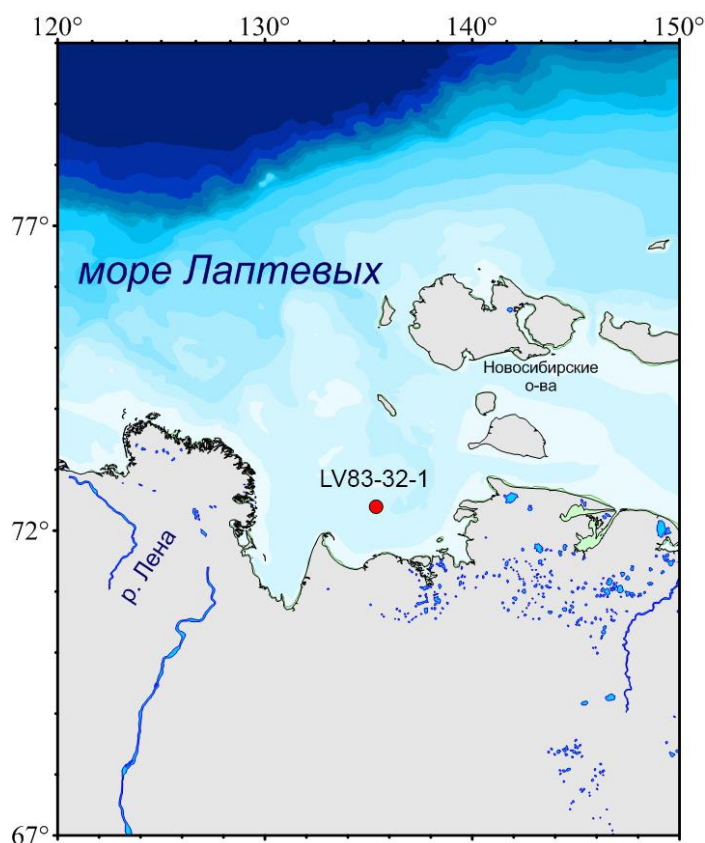 120°
130°
140°
150°
77°
море Лаптевых
Новосибирские
о-ва
LV83-32-1
72°
р. Лена
67°